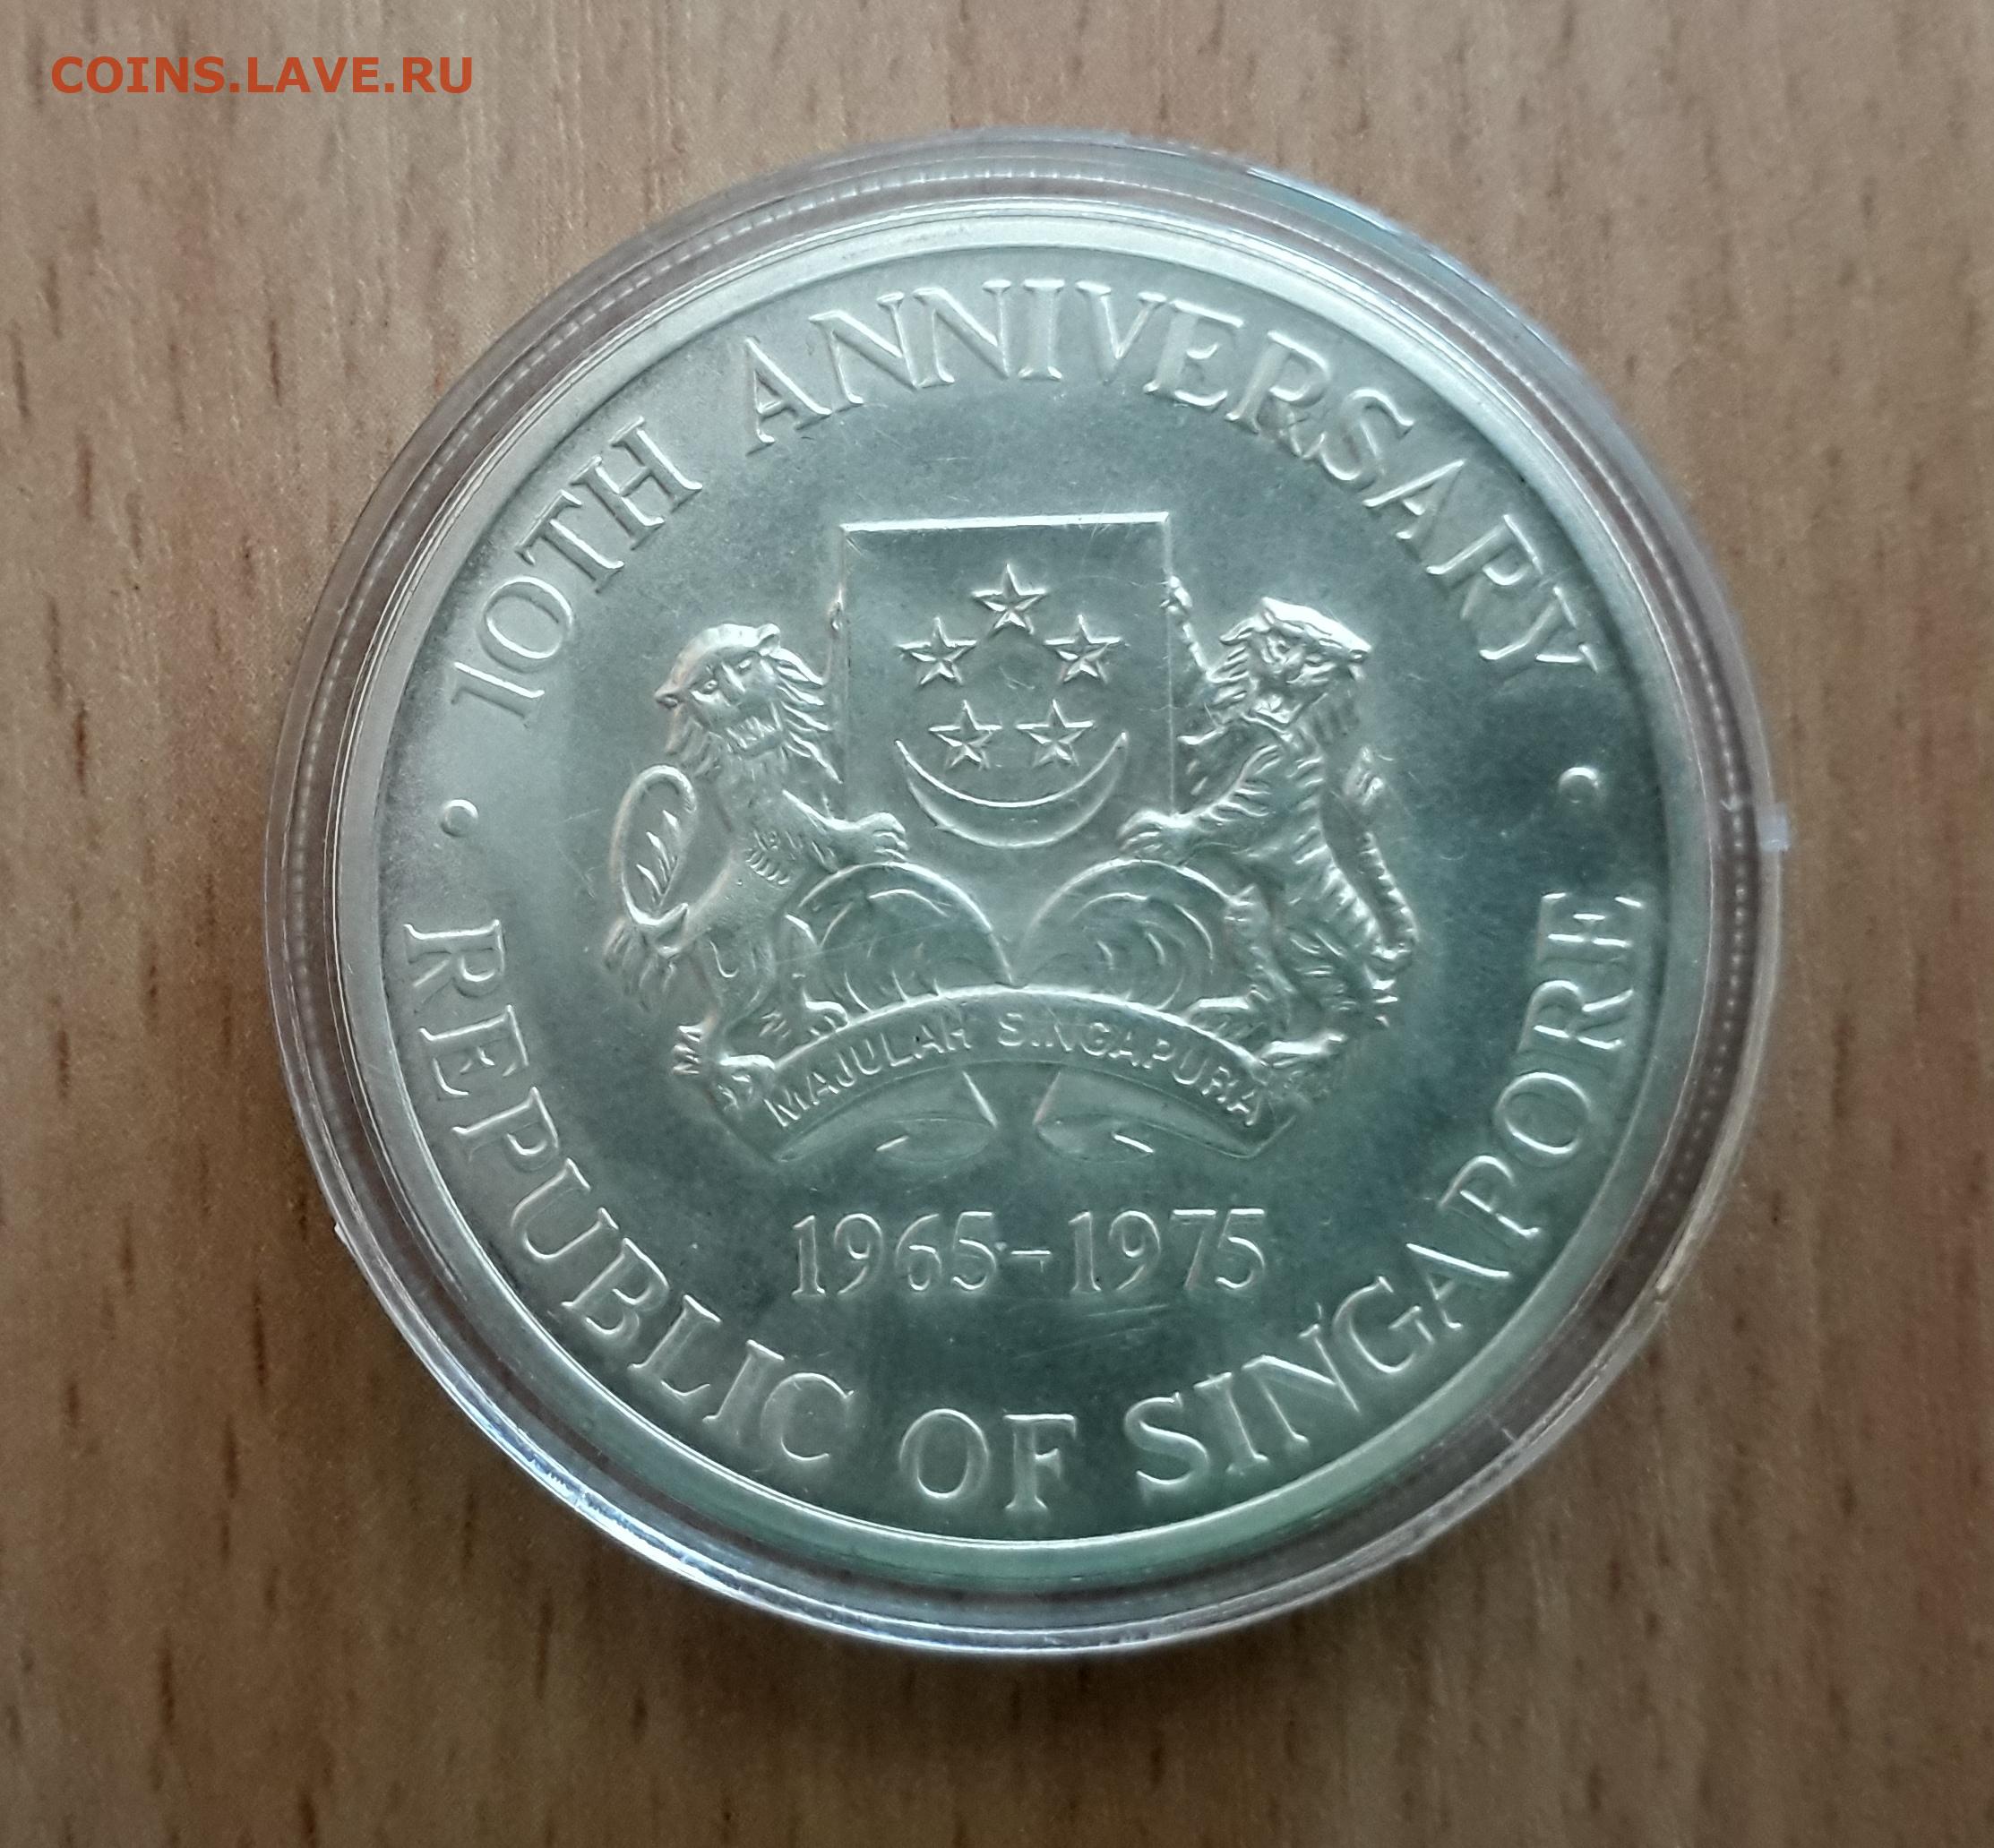 COINS.LAVE.RU
10TH ANNIVERSARY
MAJULAH SINGAPURA
1965-1975
• REPUBLIC OF SINGAPORE •